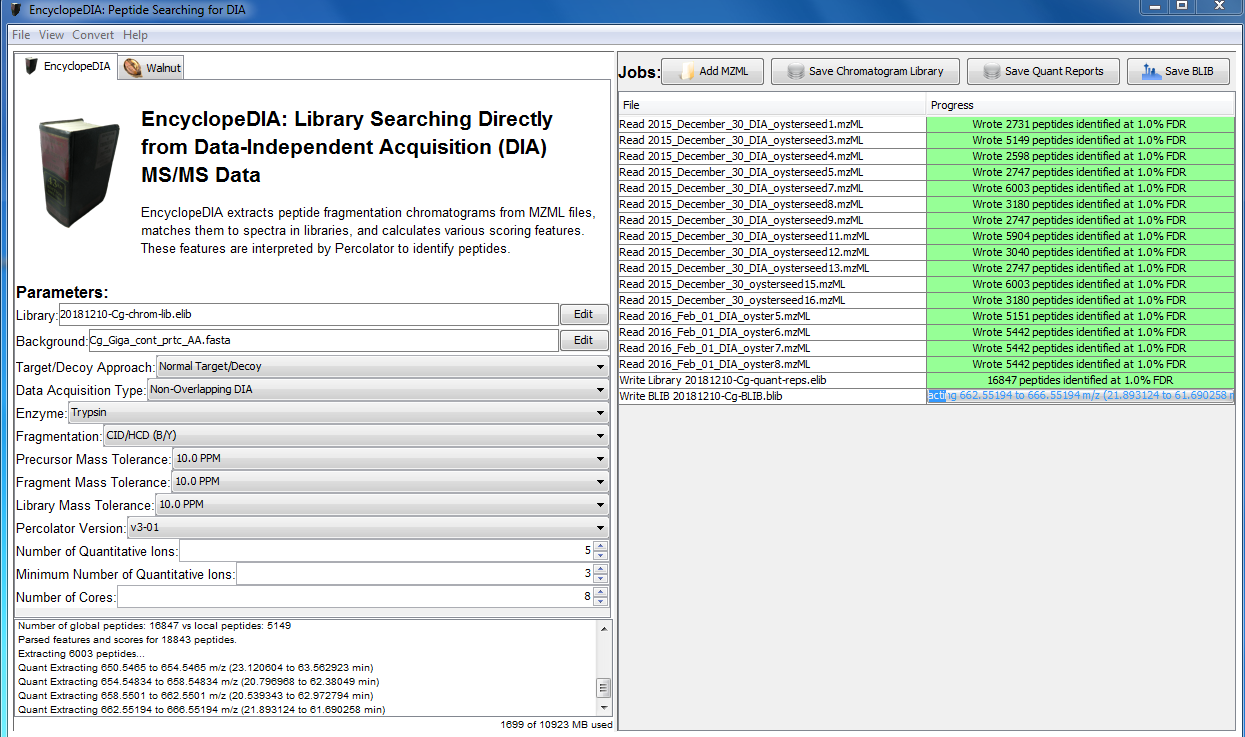 EncyclopeDIA: Peptide Searching for DIA
File View Convert Help
EncyclopeDIA Walnut
EncyclopeDIA: Library Searching Directly
from Data-Independent Acquisition (DIA)
MS/MS Data
EncyclopeDIA extracts peptide fragmentation chromatograms from MZML files,
matches them to spectra in libraries, and calculates various scoring features.
These features are interpreted by Percolator to identify peptides.
Parameters:
Library: 20181210-Cg-chrom-lib.elib Edit
Background: Cg_Giga_cont_prtc_AA.fasta Edit
Target/Decoy Approach: Normal Target/Decoy
Data Acquisition Type: Non-Overlapping DIA
Enzyme: Trypsin
Fragmentation: CID/HCD (B/Y)
Precursor Mass Tolerance: 10.0 PPM
Fragment Mass Tolerance: 10.0 PPM
Library Mass Tolerance: 10.0 PPM
Percolator Version: v3-01
Number of Quantitative Ions: 5
Minimum Number of Quantitative Ions: 3
Number of Cores: 8
Number of global peptides: 16847 vs local peptides: 5149
Parsed features and scores for 18843 peptides.
Extracting 6003 peptides...
Quant Extracting 650.5465 to 654.5465 m/z (23.120604 to 63.562923 min)
Quant Extracting 654.54834 to 658.54834 m/z (20.796968 to 62.38049 min)
Quant Extracting 658.5501 to 662.5501 m/z (20.539343 to 62.972794 min)
Quant Extracting 662.55194 to 666.55194 m/z (21.893124 to 61.690258 min)
1699 of 10923 MB used
Jobs: Add MZML Save Chromatogram Library Save Quant Reports Save BLIB
File Progress
Read 2015_December_30_DIA_oysterseed1.mzML Wrote 2731 peptides identified at 1.0% FDR
Read 2015_December_30_DIA_oysterseed3.mzML Wrote 5149 peptides identified at 1.0% FDR
Read 2015_December_30_DIA_oysterseed4.mzML Wrote 2598 peptides identified at 1.0% FDR
Read 2015_December_30_DIA_oysterseed5.mzML Wrote 2747 peptides identified at 1.0% FDR
Read 2015_December_30_DIA_oysterseed7.mzML Wrote 6003 peptides identified at 1.0% FDR
Read 2015_December_30_DIA_oysterseed8.mzML Wrote 3180 peptides identified at 1.0% FDR
Read 2015_December_30_DIA_oysterseed9.mzML Wrote 2747 peptides identified at 1.0% FDR
Read 2015_December_30_DIA_oysterseed11.mzML Wrote 5904 peptides identified at 1.0% FDR
Read 2015_December_30_DIA_oysterseed12.mzML Wrote 3040 peptides identified at 1.0% FDR
Read 2015_December_30_DIA_oysterseed13.mzML Wrote 2747 peptides identified at 1.0% FDR
Read 2015_December_30_oysterseed15.mzML Wrote 6003 peptides identified at 1.0% FDR
Read 2015_December_30_oysterseed16.mzML Wrote 3180 peptides identified at 1.0% FDR
Read 2016_Feb_01_DIA_oyster5.mzML Wrote 5151 peptides identified at 1.0% FDR
Read 2016_Feb_01_DIA_oyster6.mzML Wrote 5442 peptides identified at 1.0% FDR
Read 2016_Feb_01_DIA_oyster7.mzML Wrote 5442 peptides identified at 1.0% FDR
Read 2016_Feb_01_DIA_oyster8.mzML Wrote 5442 peptides identified at 1.0% FDR
Write Library 20181210-Cg-quant-reps.elib 16847 peptides identified at 1.0% FDR
Write BLIB 20181210-Cg-BLIB.blib acting 662.55194 to 666.55194 m/z (21.893124 to 61.690258 m